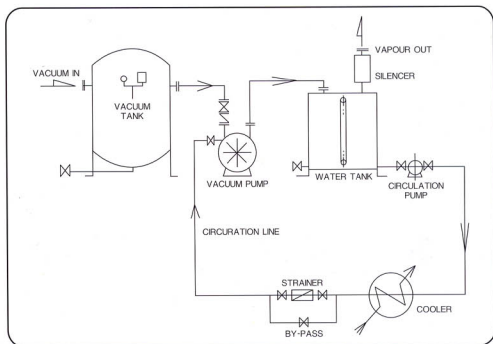 VAPOUR OUT
SILENCER
VACUUM IN
VACUUM
TANK
VACUUM PUMP
WATER TANK
CIRCULATION
PUMP
CIRCURATION LINE
STRAINER
COOLER
BY-PASS